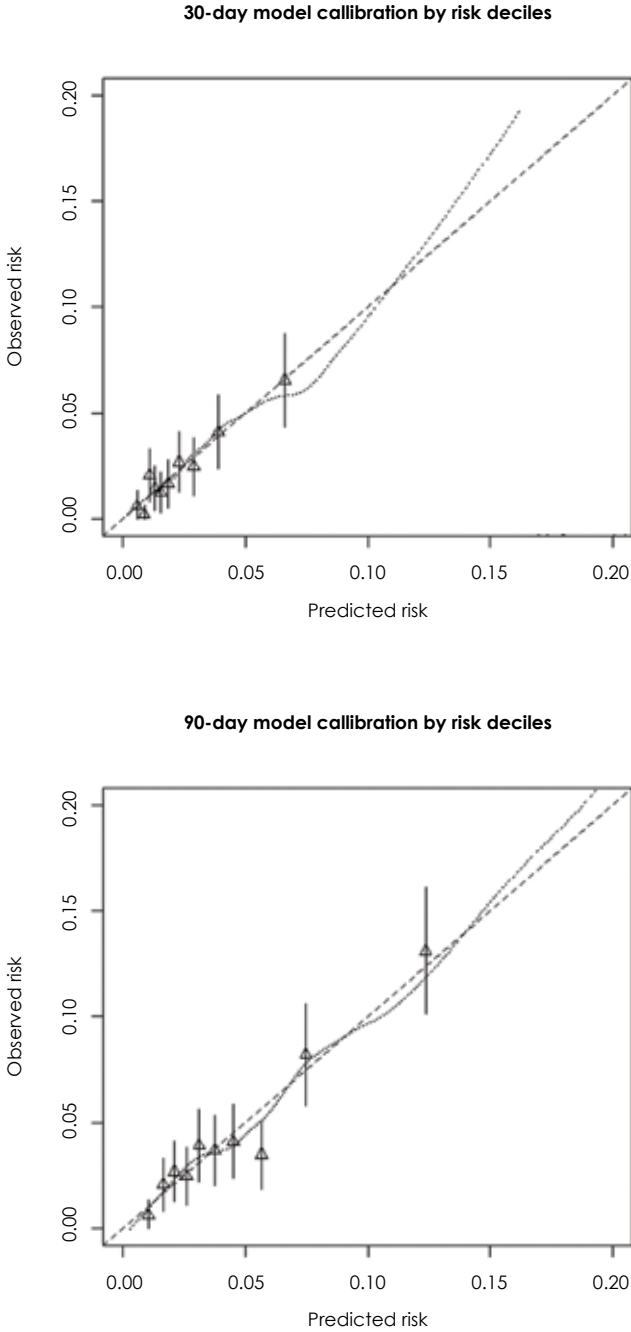 30-day model callibration by risk deciles
0.20
0.15
0.10
0.05
0.00
Observed risk
0.00 0.05 0.10 0.15 0.20
Predicted risk
90-day model callibration by risk deciles
0.20
0.15
0.10
0.05
0.00
Observed risk
0.00 0.05 0.10 0.15 0.20
Predicted risk